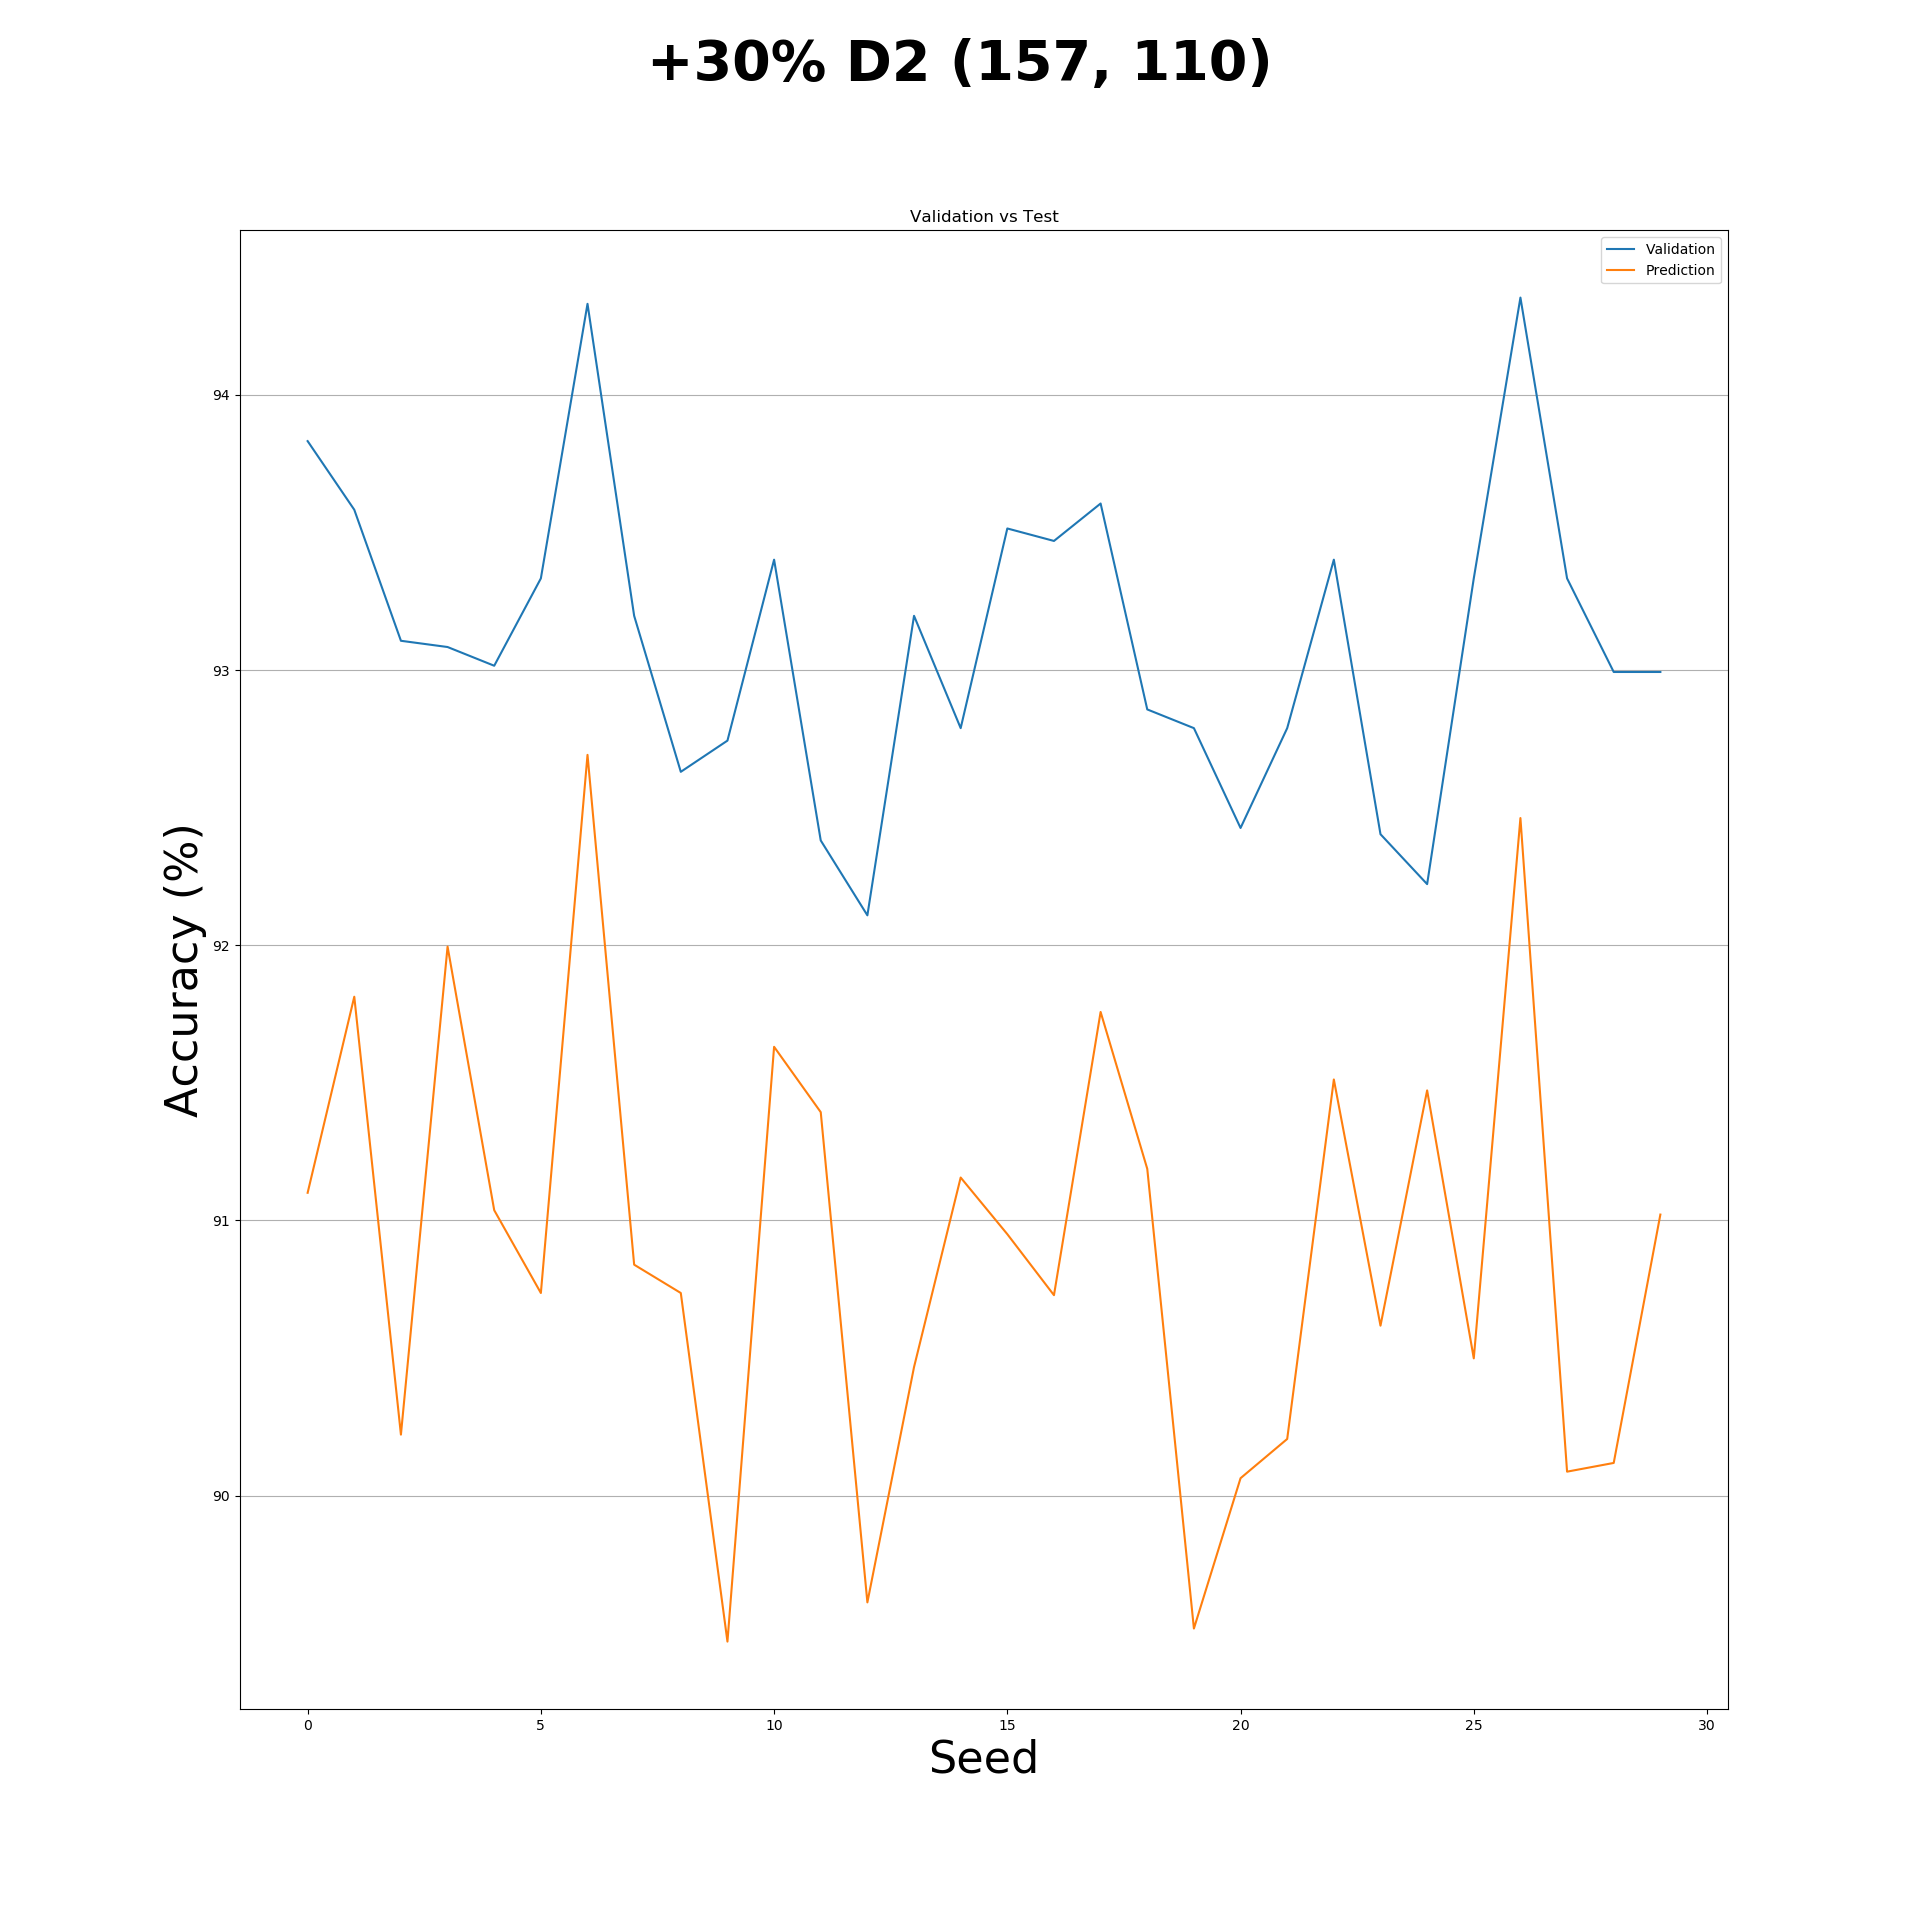 +30% D2 (157, 110)
Validation vs Test
Validation
Prediction
94
93
92
91
90
Accuracy (%)
0 5 10 15 20 25 30
Seed